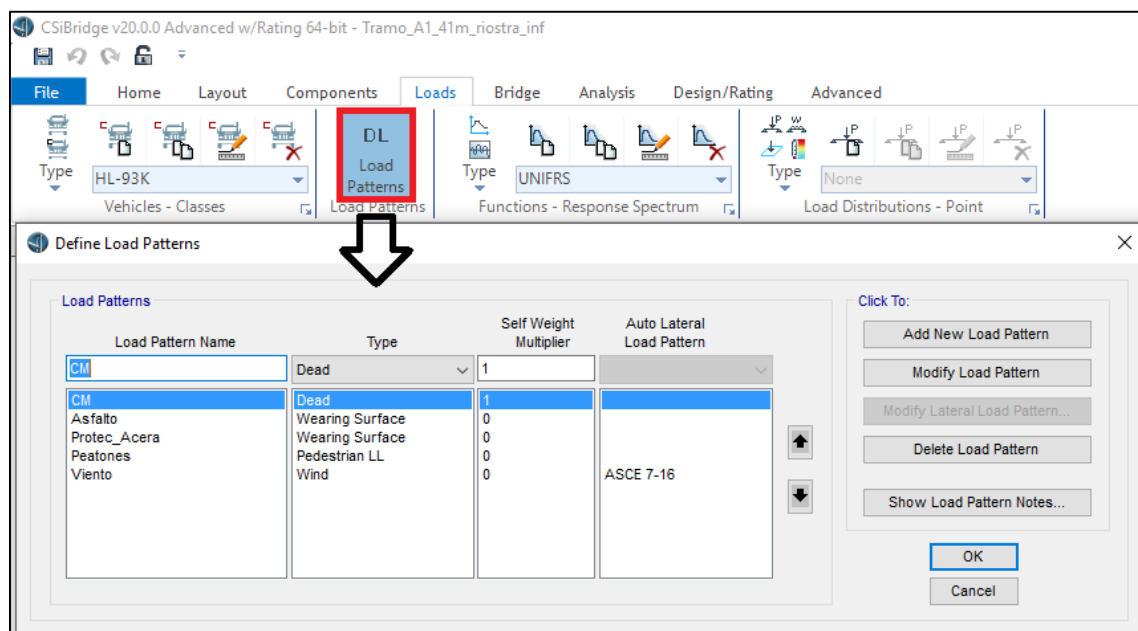 CSiBridge v20.0.0 Advanced w/Rating 64-bit - Tramo_A1_41m_riostra_inf
File Home Layout Components Loads Bridge Analysis Design/Rating Advanced
Type
HL-93K
Vehicles - Classes
DL
Load
Patterns
Load Patterns
Type
UNIFRS
Functions - Response Spectrum
Type
None
Load Distributions - Point
Define Load Patterns
Load Patterns
Load Pattern Name Type Self Weight Multiplier Auto Lateral Load Pattern
CM Dead 1
CM Dead 1
Asfalto Wearing Surface 0
Protec_Acera Wearing Surface 0
Peatones Pedestrian LL 0
Viento Wind 0 ASCE 7-16
Click To:
Add New Load Pattern
Modify Load Pattern
Modify Lateral Load Pattern...
Delete Load Pattern
Show Load Pattern Notes...
OK
Cancel